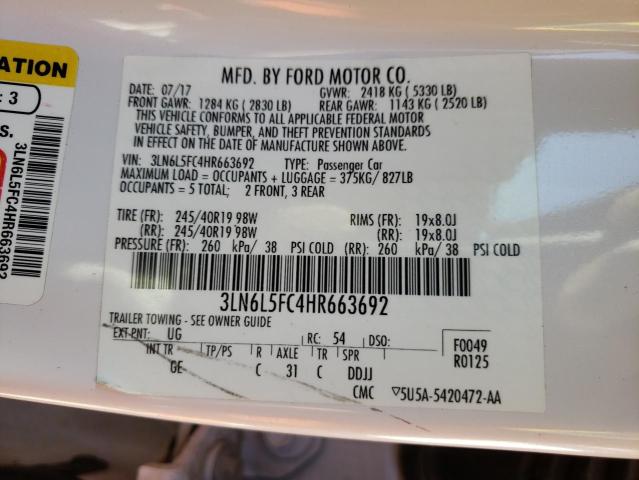 ATION
: 3
S.
3LN6L5FC4HR663692
MFD. BY FORD MOTOR CO.
DATE: 07/17 GVWR: 2418 KG ( 5330 LB)
FRONT GAWR: 1284 KG ( 2830 LB) REAR GAWR: 1143 KG ( 2520 LB)
THIS VEHICLE CONFORMS TO ALL APPLICABLE FEDERAL MOTOR
VEHICLE SAFETY, BUMPER, AND THEFT PREVENTION STANDARDS
IN EFFECT ON THE DATE OF MANUFACTURE SHOWN ABOVE.
VIN: 3LN6L5FC4HR663692 TYPE: Passenger Car
MAXIMUM LOAD = OCCUPANTS + LUGGAGE = 375KG/ 827LB
OCCUPANTS = 5 TOTAL; 2 FRONT, 3 REAR
TIRE (FR): 245/40R19 98W RIMS (FR): 19x8.0J
(RR): 245/40R19 98W (RR): 19x8.0J
PRESSURE (FR): 260 kPa/ 38 PSI COLD (RR): 260 kPa/ 38 PSI COLD
3LN6L5FC4HR663692
TRAILER TOWING - SEE OWNER GUIDE
EXT PNT: UG RC: 54 DSO: F0049
INT TR TP/PS R AXLE TR SPR R0125
GE C 31 C DDJJ
CMC ▽5U5A-5420472-AA